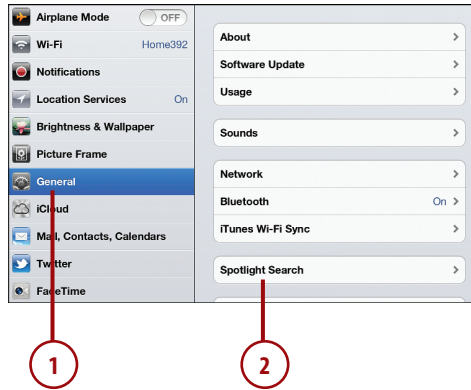 Airplane Mode OFF
Wi-Fi Home392
Notifications
Location Services On
Brightness & Wallpaper
Picture Frame
General
iCloud
Mail, Contacts, Calendars
Twitter
FaceTime
About
Software Update
Usage
Sounds
Network
Bluetooth On
iTunes Wi-Fi Sync
Spotlight Search
1
2